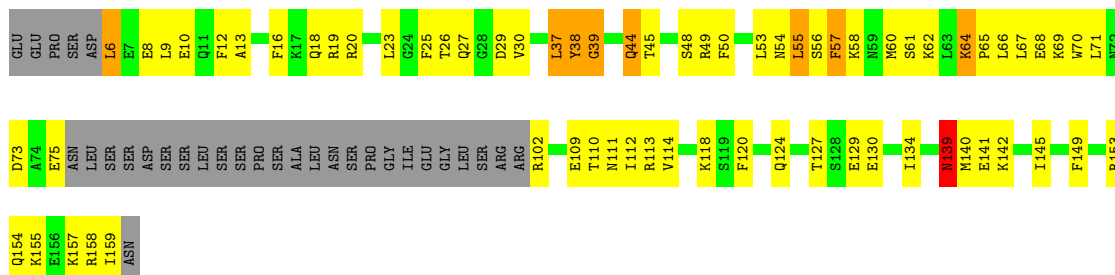 GLU GLU PRO SER ASP L6 E7 E8 L9 E10 Q11 F12 A13 F16 K17 Q18 R19 R20 L23 G24 F25 T26 Q27 G28 D29 V30 L37 Y38 G39 Q44 T45 S48 R49 F50 L53 N54 L55 S56 F57 K58 N59 M60 S61 K62 L63 K64 P65 L66 L67 E68 K69 W70 L71 N72
D73 A74 E75 ASN LEU SER SER ASP SER SER LEU SER SER PRO SER ALA LEU ASN SER PRO GLY ILE GLU GLY LEU SER ARG ARG R102 E109 T110 N111 I112 R113 V114 K118 S119 F120 Q124 T127 S128 E129 E130 I134 N139 M140 E141 K142 I145 F149 R153
Q154 K155 E156 K157 R158 I159 ASN